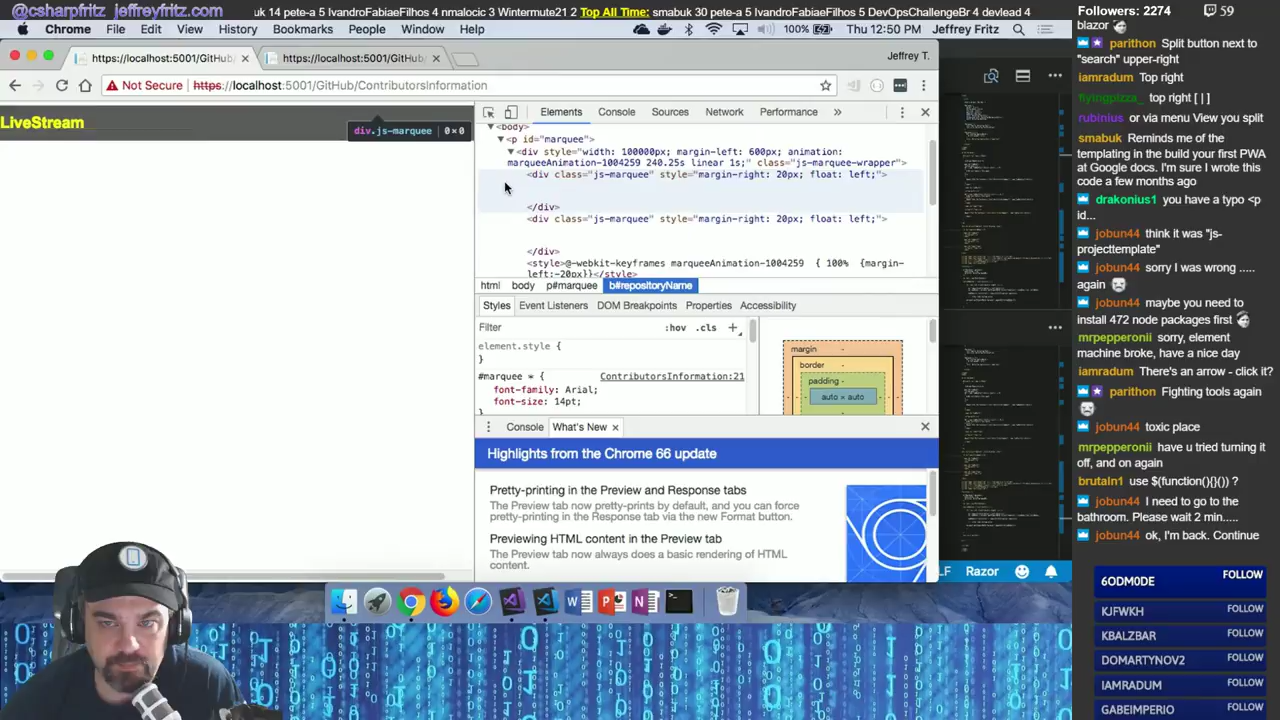 @csharpfritz jeffreyfritz.com
uk 14 pete-a 5 IvanFabieFilhos 4 nmaloco 3 Wintermut21 2 Top All Time: smabuk 30 pete-a 5 IvanFabieFilhos 5 DevOpsChallengeBr 4 devlead 4
Followers: 2274
59
Chrome File Edit View History Bookmarks People Window Help
100% Thu 12:50 PM Jeffrey Fritz
https://localhost:5001/GitHub/ ×
https://localhost:5001/GitHub/ ×
Jeffrey T.
Not Secure https://localhost:5001/GitHub/ContributorsInformation
LiveStream
div.js-marquee 0×0
Elements Console Sources Network Performance »
<body>
<p id="marquee">
<div style="width: 100000px; margin-left: 600px; animation:
marqueeAnimation-1004259 240.25s linear 1s;" class="js-marquee-wrapper">
<div class="js-marquee" style="margin-right: 20px; float: left;">
</div>
<div class="js-marquee" style="margin-right: 20px; float: left;">
</div>
<style>@-webkit-keyframes marqueeAnimation-1004259 { 100% {margin-
left:-20px}}</style>
html body p#marquee b#repositoryName
Styles Event Listeners DOM Breakpoints Properties Accessibility
Filter :hov .cls +
element.style {
}
#marquee * { ContributorsInformation:21
font-family: Arial;
font-size: 14pt;
margin -
border -
padding -
auto × auto
Console What's New ×
Highlights from the Chrome 66 update
Pretty-printing in the Preview and Response tabs
The Preview tab now pretty-prints by default, and you can force
pretty-printing in the Response tab via the new Format button.
Previewing HTML content in the Preview tab
The Preview tab now always does a basic rendering of HTML
content.
LF Razor
blazor
parithon Split button next to
"search" upper-right
iamradum: Top right
flyingpizza_ top right [ | ]
rubinius: or via menu View you split
smabuk: Reminds me of the
templating in the build your first PWA
at Google docs. I'm sure I wrote this
code a few years ago
drakonius1 you have a typo <p
id...
jobun44 think it was "js-
projecttemplate"
jobun44 sorry I was wrong .....
again
jobun44 maybe you need to
install 472 node packages first
mrpepperonii sorry, element
machine broke, have a nice day
iamradum: There's an arrow - click it?
parithon Fighting tools again
jobun44 toxic place
mrpepperonii have u tried turning it
off, and on again
brutaln1 use $(function(){}()) ?
jobun44 I need to go to the
bathroom. Please wait 2 min.....
jobun44 ok, I'm back. Continue
6ODM0DE FOLLOW
KJFWKH FOLLOW
KBALZBAR FOLLOW
DOMARTYNOV2 FOLLOW
IAMRADUM FOLLOW
GABEIMPERIO FOLLOW